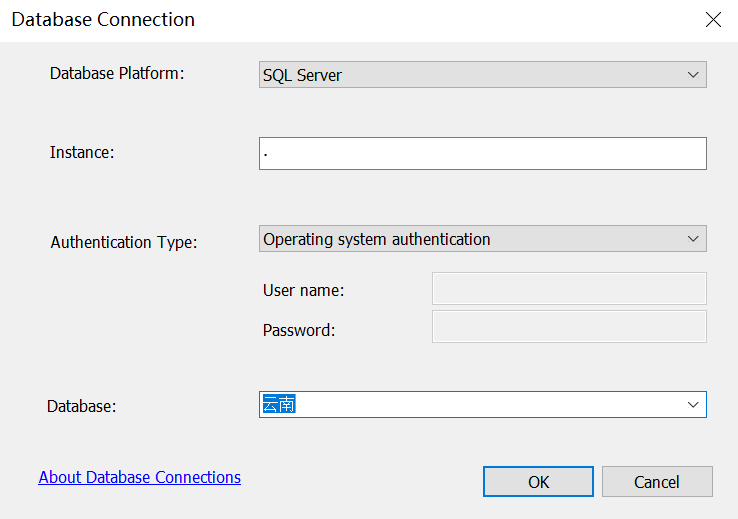 Database Connection
Database Platform:
SQL Server
Instance:
.
Authentication Type:
Operating system authentication
User name:
Password:
Database:
云南
About Database Connections
OK
Cancel